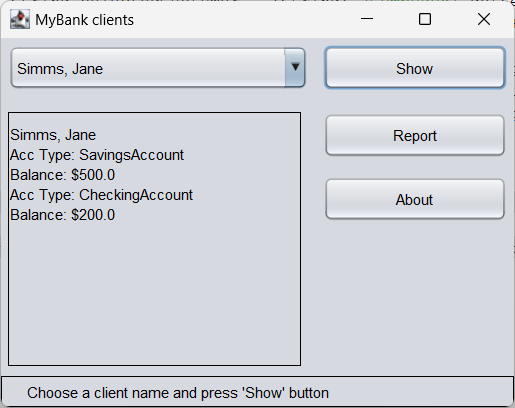 MyBank clients
Simms, Jane
Show
Simms, Jane
Acc Type: SavingsAccount
Balance: $500.0
Acc Type: CheckingAccount
Balance: $200.0
Report
About
Choose a client name and press 'Show' button